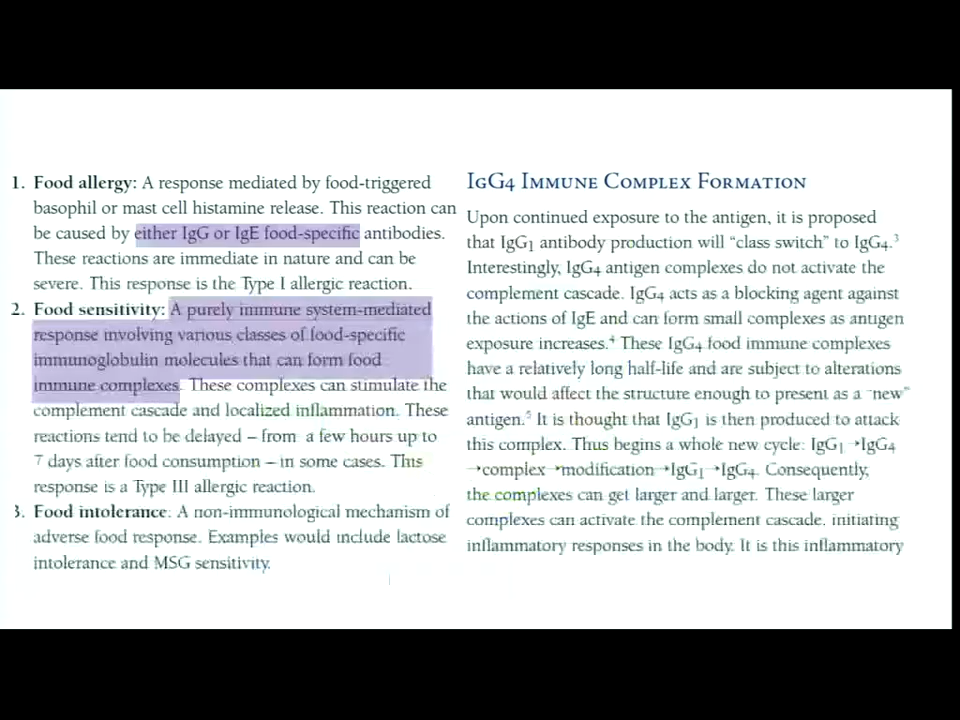 1. Food allergy: A response mediated by food-triggered
basophil or mast cell histamine release. This reaction can
be caused by either IgG or IgE food-specific antibodies.
These reactions are immediate in nature and can be
severe. This response is the Type I allergic reaction.
2. Food sensitivity: A purely immune system-mediated
response involving various classes of food-specific
immunoglobulin molecules that can form food
immune complexes. These complexes can stimulate the
complement cascade and localized inflammation. These
reactions tend to be delayed – from a few hours up to
7 days after food consumption – in some cases. This
response is a Type III allergic reaction.
3. Food intolerance: A non-immunological mechanism of
adverse food response. Examples would include lactose
intolerance and MSG sensitivity.
IgG4 Immune Complex Formation
Upon continued exposure to the antigen, it is proposed
that IgG1 antibody production will “class switch” to IgG4.3
Interestingly, IgG4 antigen complexes do not activate the
complement cascade. IgG4 acts as a blocking agent against
the actions of IgE and can form small complexes as antigen
exposure increases.4 These IgG4 food immune complexes
have a relatively long half-life and are subject to alterations
that would affect the structure enough to present as a “new”
antigen.5 It is thought that IgG1 is then produced to attack
this complex. Thus begins a whole new cycle: IgG1 →IgG4
→complex →modification→IgG1 →IgG4. Consequently,
the complexes can get larger and larger. These larger
complexes can activate the complement cascade, initiating
inflammatory responses in the body. It is this inflammatory